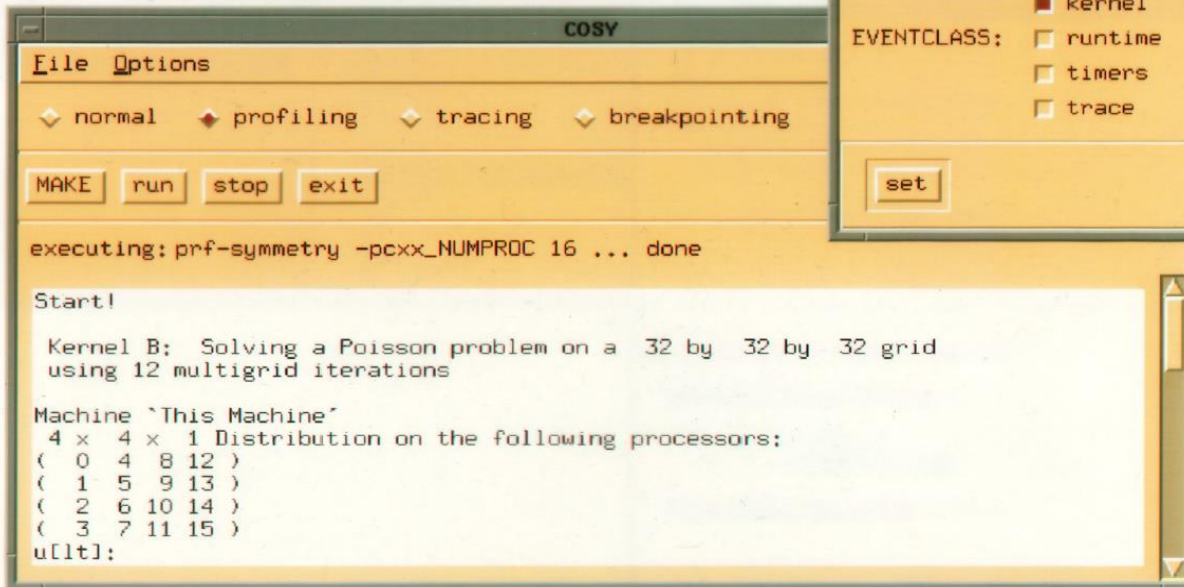 COSY
File Options
normal profiling tracing breakpointing
MAKE run stop exit
executing: prf-symmetry -pcxx_NUMPROC 16 ... done
Start!
Kernel B: Solving a Poisson problem on a 32 by 32 by 32 grid
using 12 multigrid iterations
Machine `This Machine´
4 x 4 x 1 Distribution on the following processors:
( 0 4 8 12 )
( 1 5 9 13 )
( 2 6 10 14 )
( 3 7 11 15 )
u[lt]:
kernel
EVENTCLASS: runtime
timers
trace
set